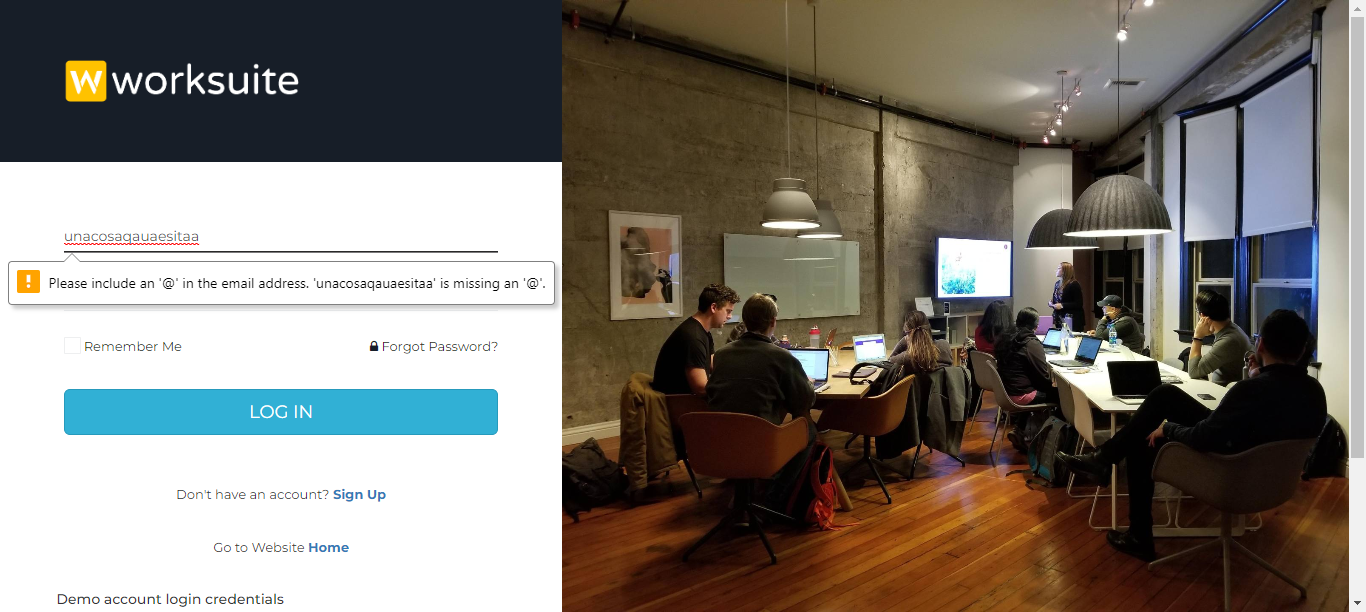 w worksuite
unacosaqauaesitaa
Please include an '@' in the email address. 'unacosaqauaesitaa' is missing an '@'.
Remember Me
Forgot Password?
LOG IN
Don't have an account? Sign Up
Go to Website Home
Demo account login credentials